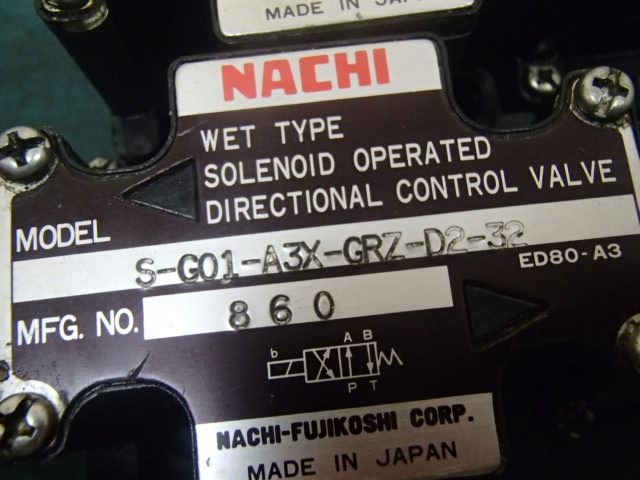 MADE IN JAPAN
NACHI
WET TYPE
SOLENOID OPERATED
DIRECTIONAL CONTROL VALVE
MODEL
S-G01-A3X-GRZ-D2-32
ED80-A3
MFG. NO.
860
A B
b
P T
NACHI-FUJIKOSHI CORP.
MADE IN JAPAN